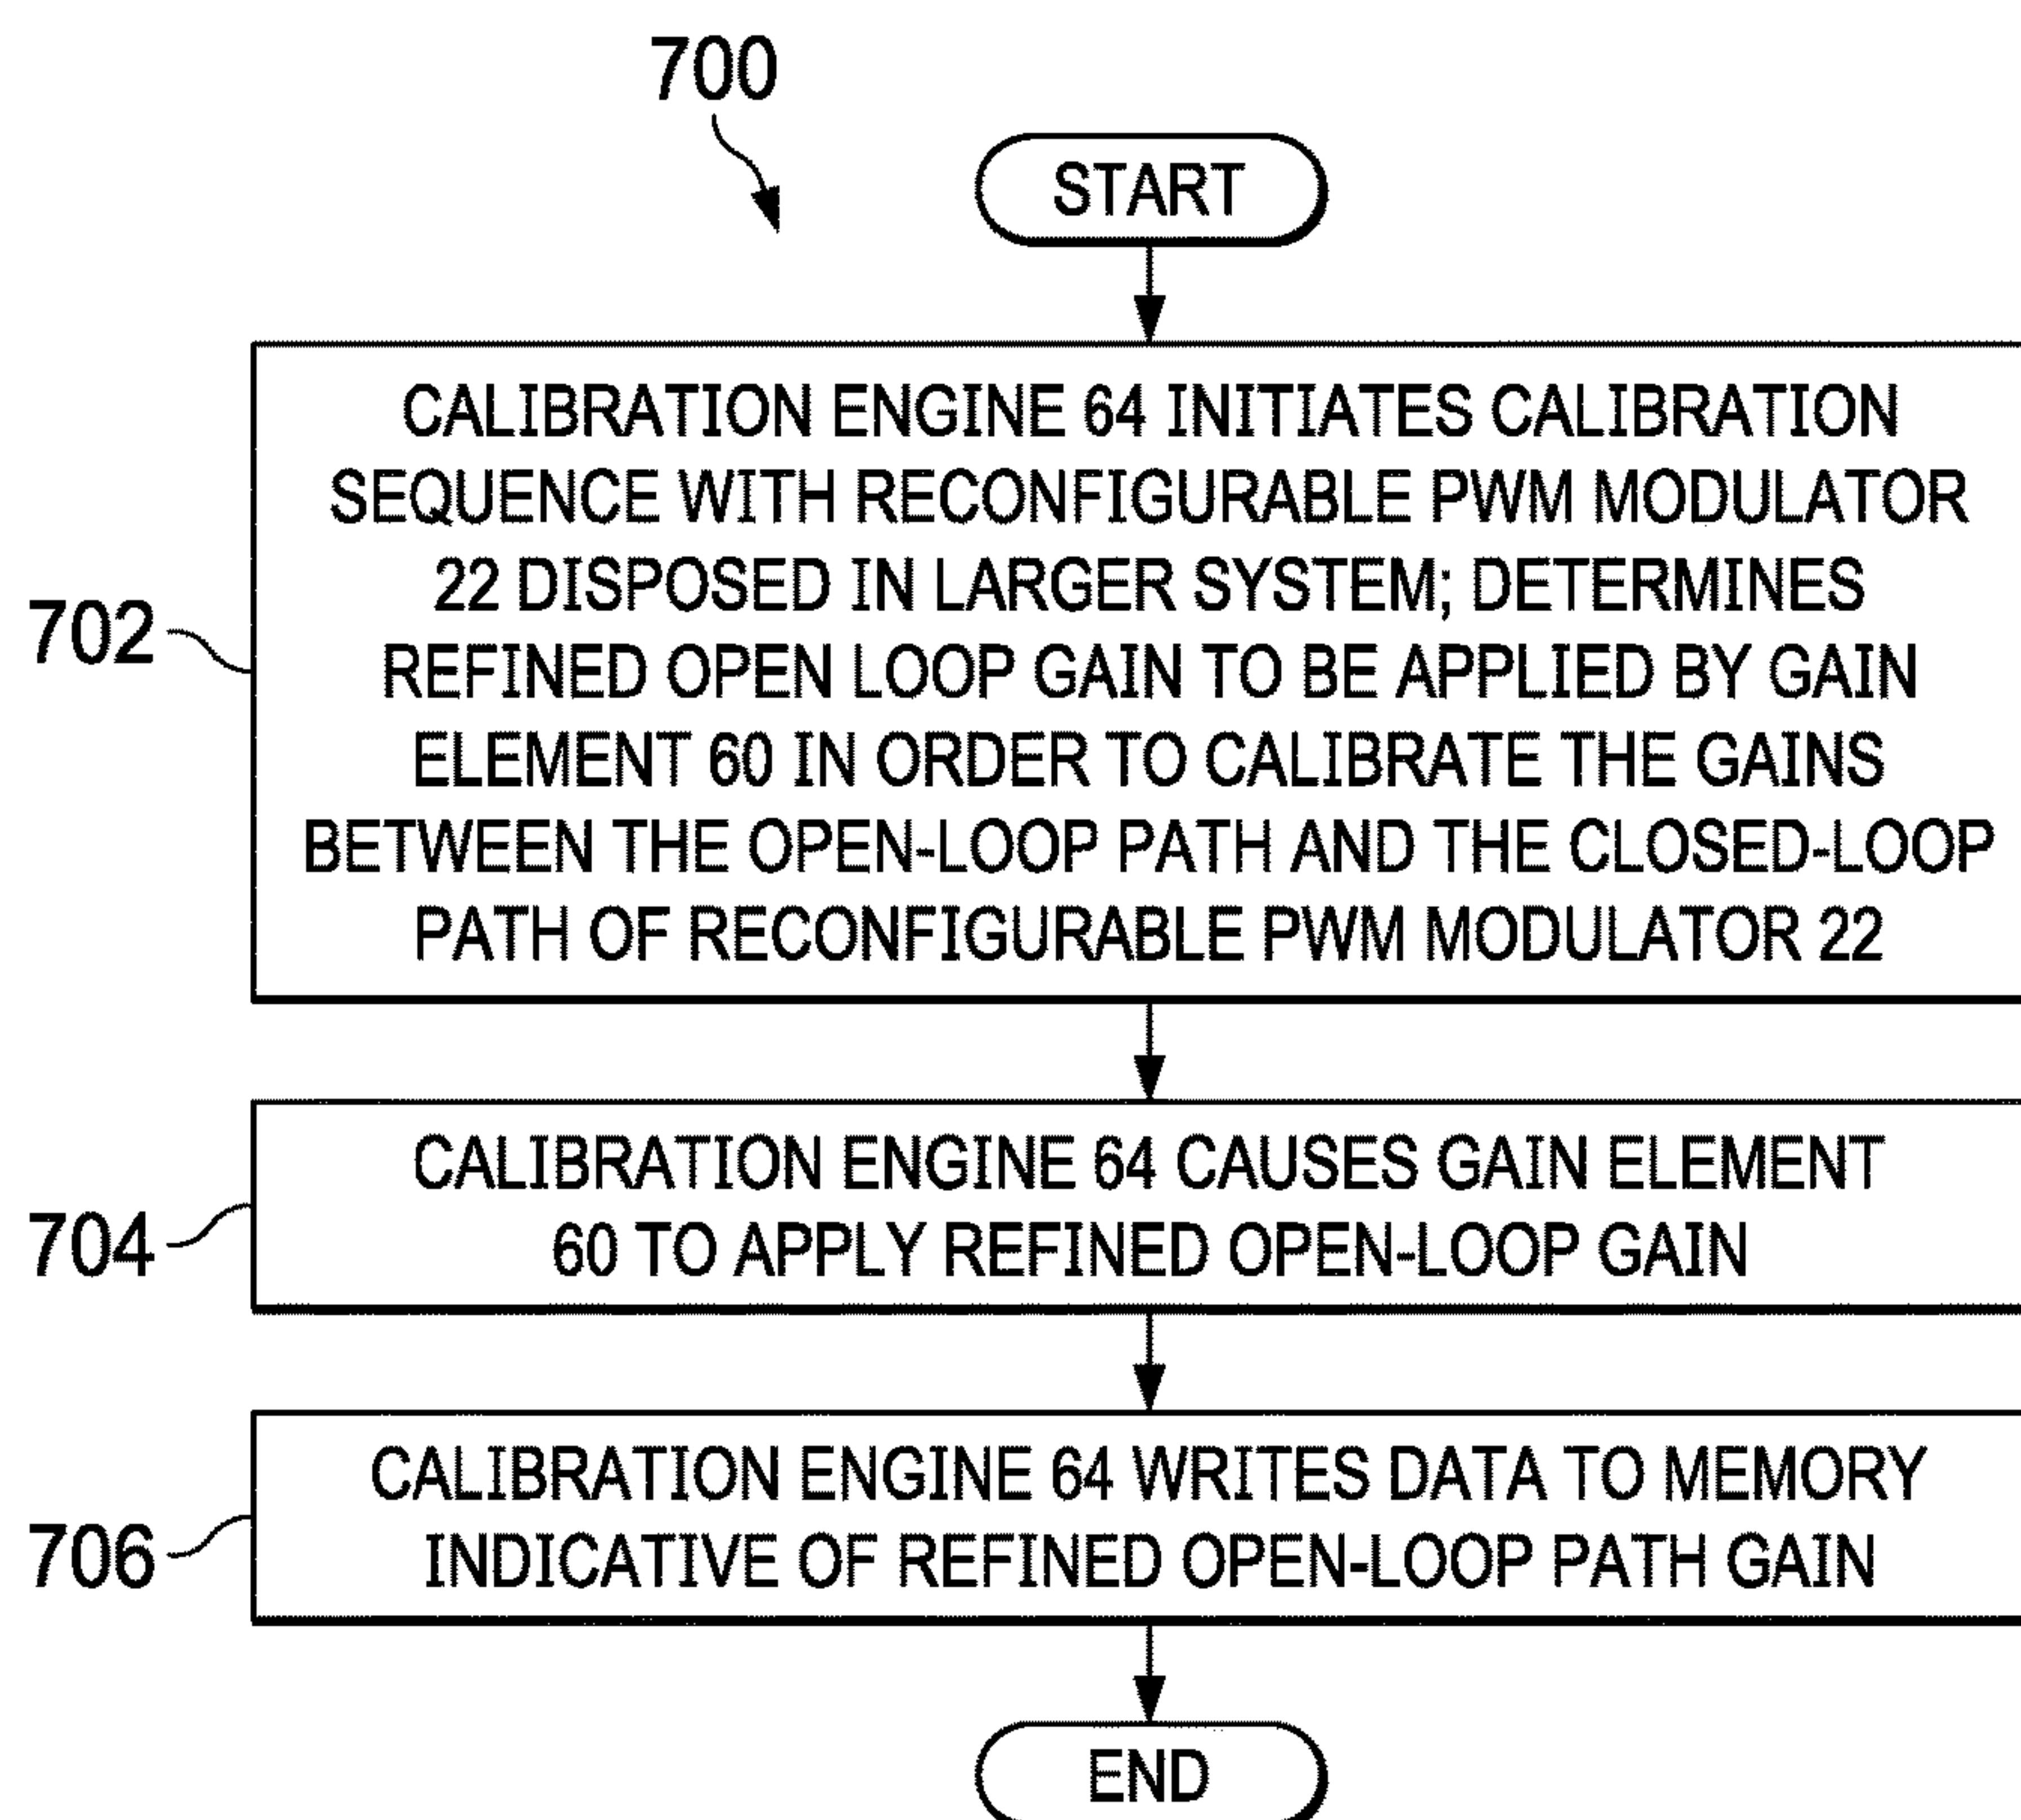 700
START
702
CALIBRATION ENGINE 64 INITIATES CALIBRATION
SEQUENCE WITH RECONFIGURABLE PWM MODULATOR
22 DISPOSED IN LARGER SYSTEM; DETERMINES
REFINED OPEN LOOP GAIN TO BE APPLIED BY GAIN
ELEMENT 60 IN ORDER TO CALIBRATE THE GAINS
BETWEEN THE OPEN-LOOP PATH AND THE CLOSED-LOOP
PATH OF RECONFIGURABLE PWM MODULATOR 22
704
CALIBRATION ENGINE 64 CAUSES GAIN ELEMENT
60 TO APPLY REFINED OPEN-LOOP GAIN
706
CALIBRATION ENGINE 64 WRITES DATA TO MEMORY
INDICATIVE OF REFINED OPEN-LOOP PATH GAIN
END